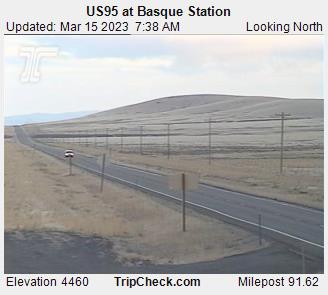 US95 at Basque Station
Updated: Mar 15 2023 7:38 AM Looking North
Elevation 4460 TripCheck.com Milepost 91.62